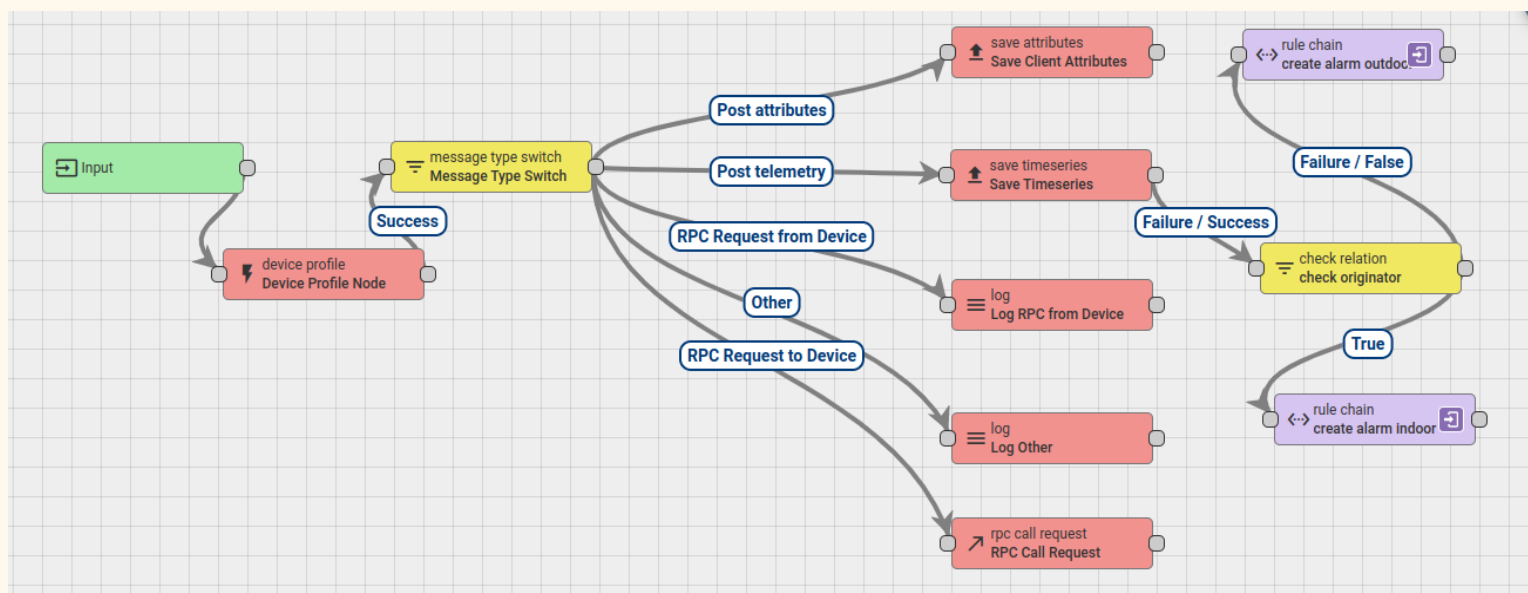 Input
device profile
Device Profile Node
Success
message type switch
Message Type Switch
Post attributes
Post telemetry
RPC Request from Device
Other
RPC Request to Device
save attributes
Save Client Attributes
save timeseries
Save Timeseries
log
Log RPC from Device
log
Log Other
rpc call request
RPC Call Request
Failure / Success
check relation
check originator
Failure / False
True
rule chain
create alarm outdoor
rule chain
create alarm indoor